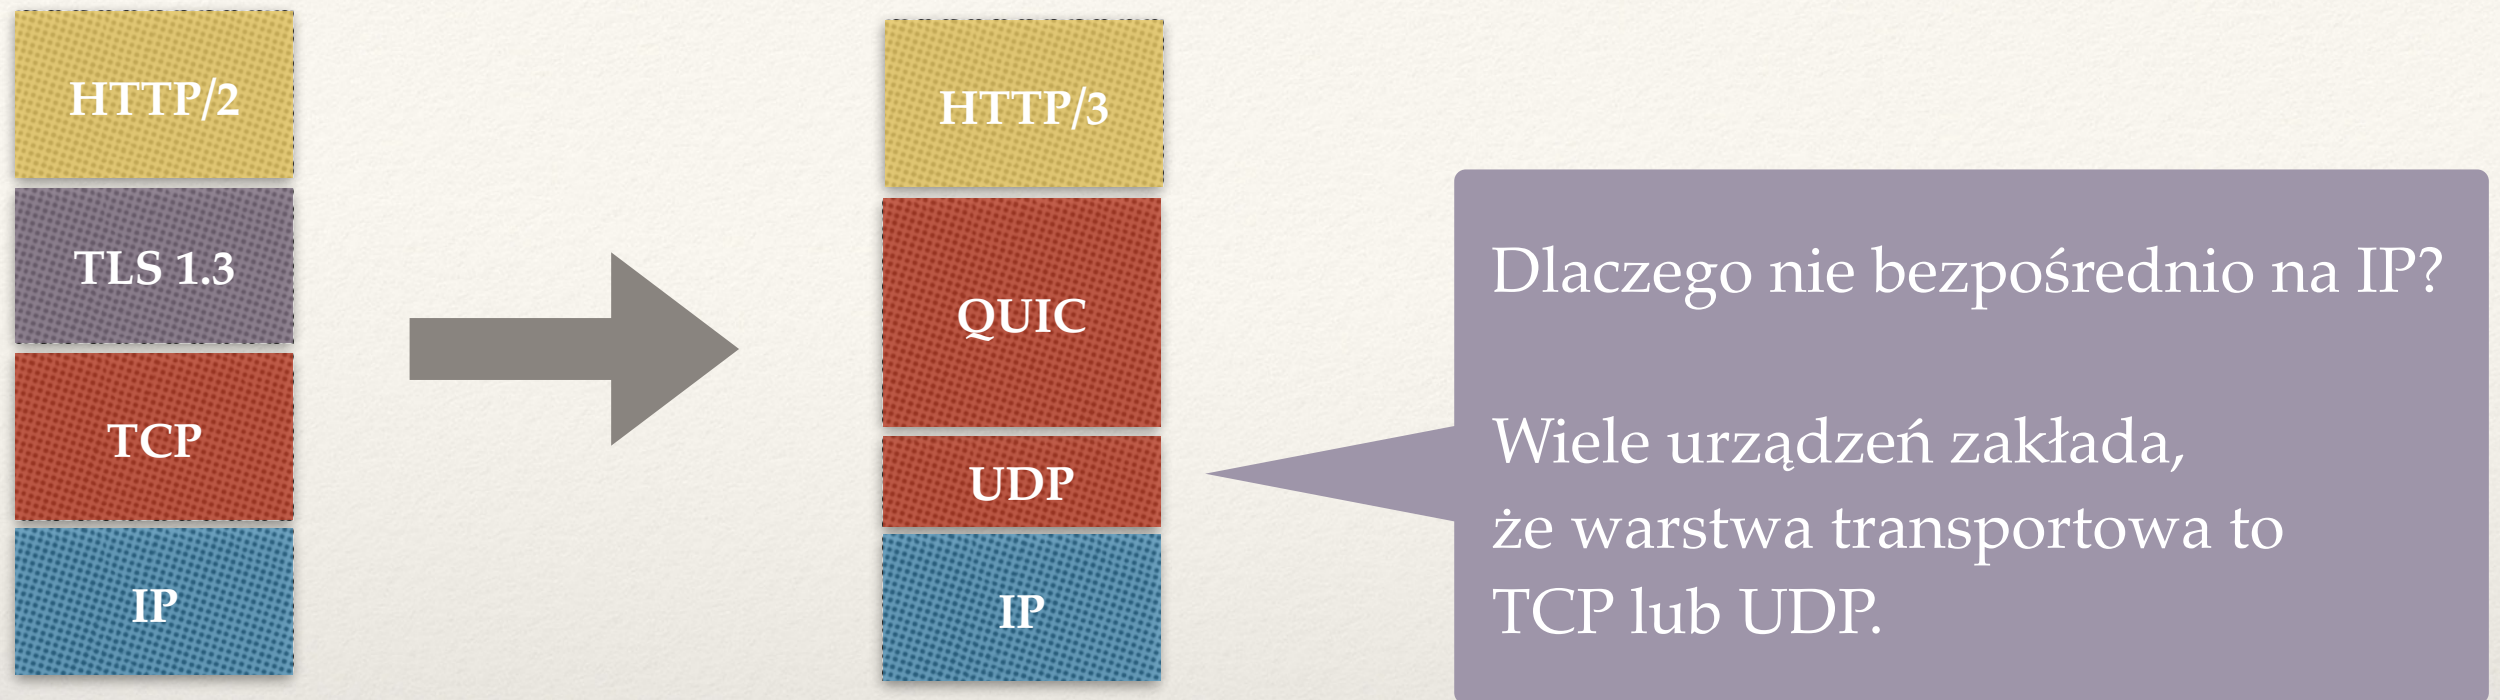 HTTP/2
TLS 1.3
TCP
IP
HTTP/3
QUIC
UDP
IP
Dlaczego nie bezpośrednio na IP?
Wiele urządzeń zakłada,
że warstwa transportowa to
TCP lub UDP.